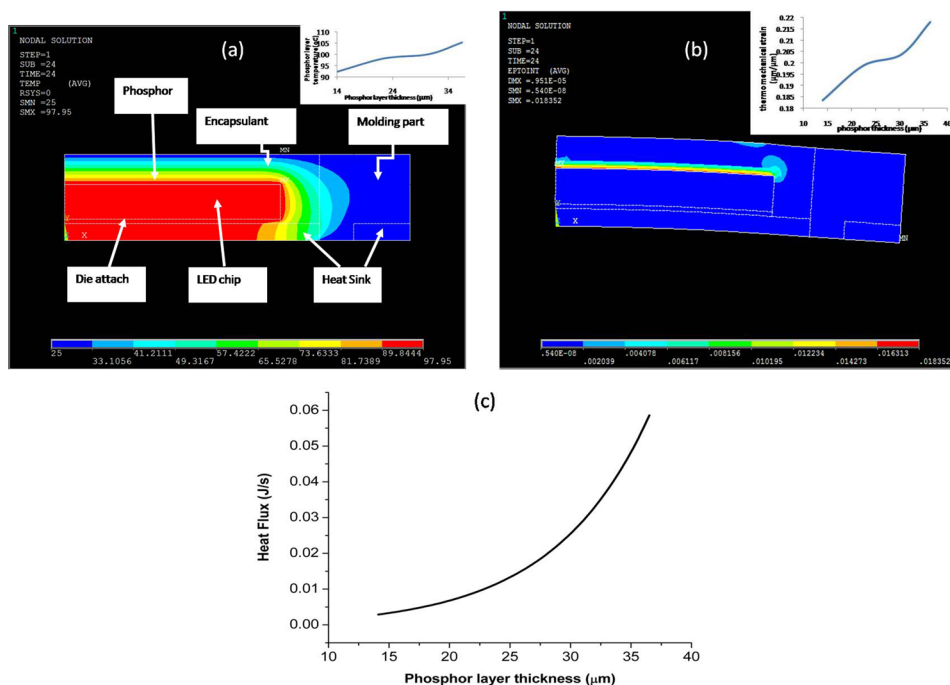 1
NODAL SOLUTION
STEP=1
SUB =24
TIME=24
TEMP (AVG)
RSYS=0
SMN =25
SMX =97.95
(a)
Phosphor layer
temperature (oC)
110
105
100
95
90
14 24 34
Phosphor layer thickness (µm)
Phosphor
Encapsulant
Molding part
MN
Y
X
Die attach
LED chip
Heat Sink
25 41.2111 57.4222 73.6333 89.8444
33.1056 49.3167 65.5278 81.7389 97.95
1
NODAL SOLUTION
STEP=1
SUB =24
TIME=24
EPTOINT (AVG)
DMX =.951E-05
SMN =.540E-08
SMX =.018352
(b)
thermo mechanical strain
(µm/µm)
0.22
0.215
0.21
0.205
0.2
0.195
0.19
0.185
0.18
10 15 20 25 30 35 40
phosphor thickness (µm)
X
MN
.540E-08 .004078 .008156 .012234 .016313
.002039 .006117 .010195 .014273 .018352
(c)
Heat Flux (J/s)
0.06
0.05
0.04
0.03
0.02
0.01
0.00
10 15 20 25 30 35 40
Phosphor layer thickness (µm)